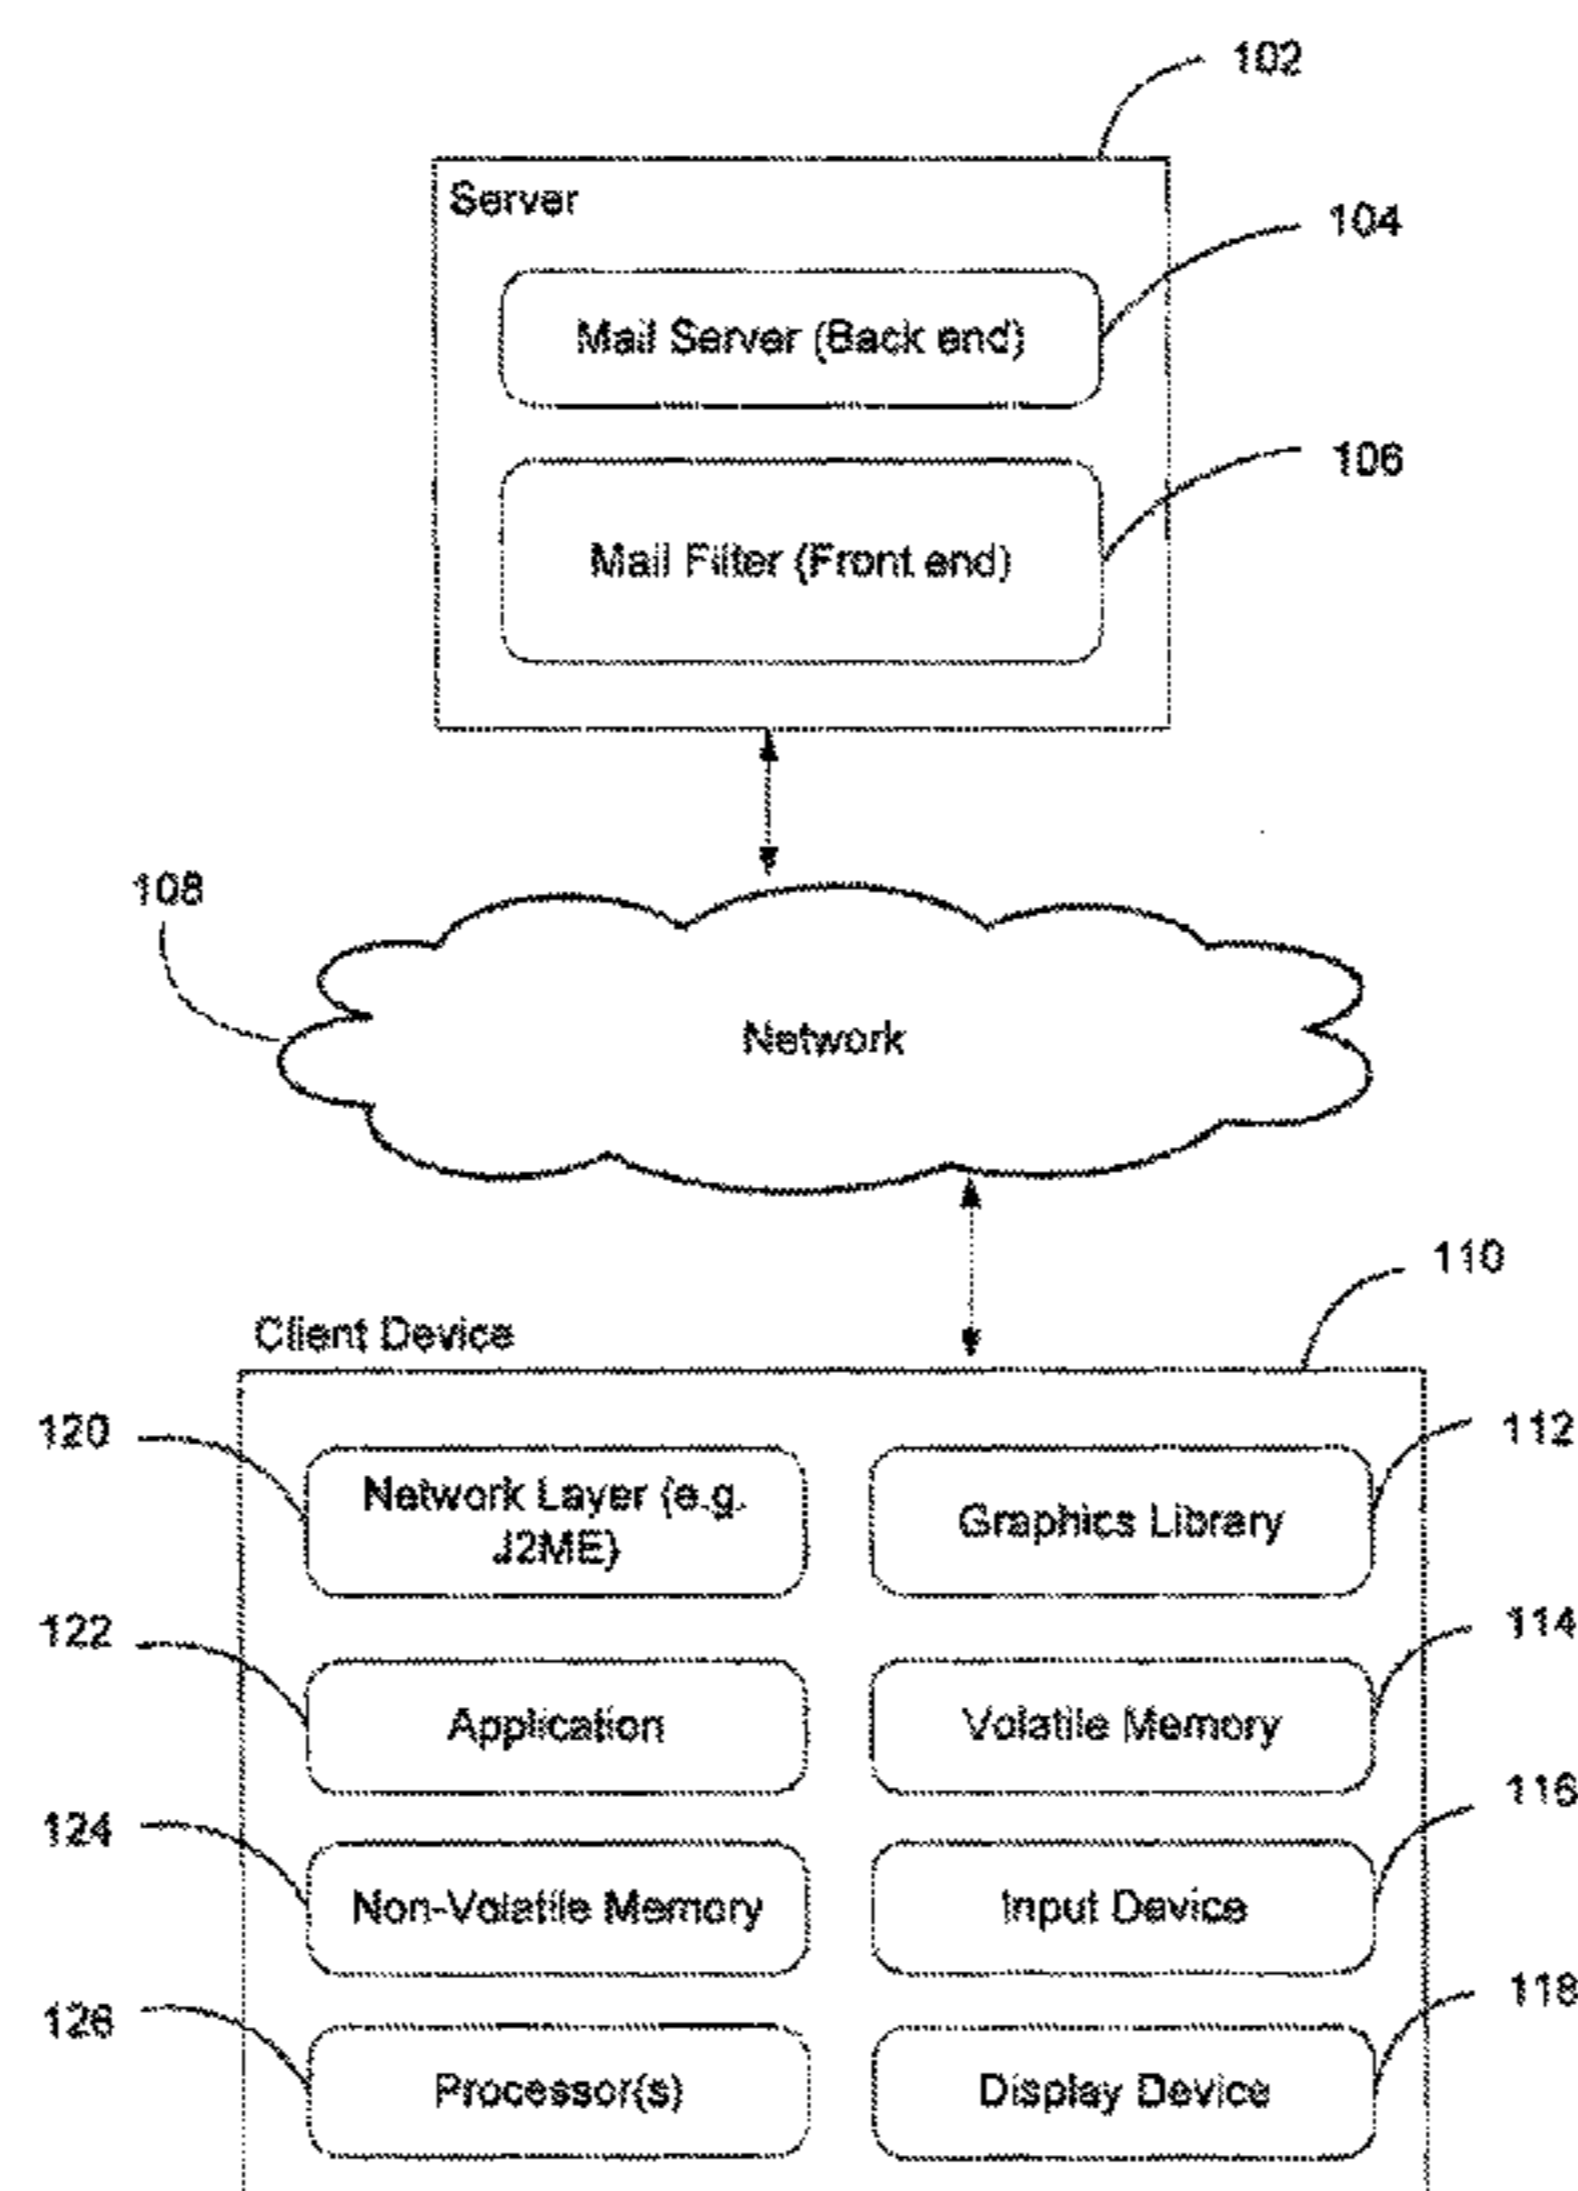 102
Server
104
Mail Server (Back end)
106
Mail Filter (Front end)
108
Network
110
Client Device
120
Network Layer (e.g.
J2ME)
112
Graphics Library
122
Application
114
Volatile Memory
124
Non-Volatile Memory
116
Input Device
126
Processor(s)
118
Display Device